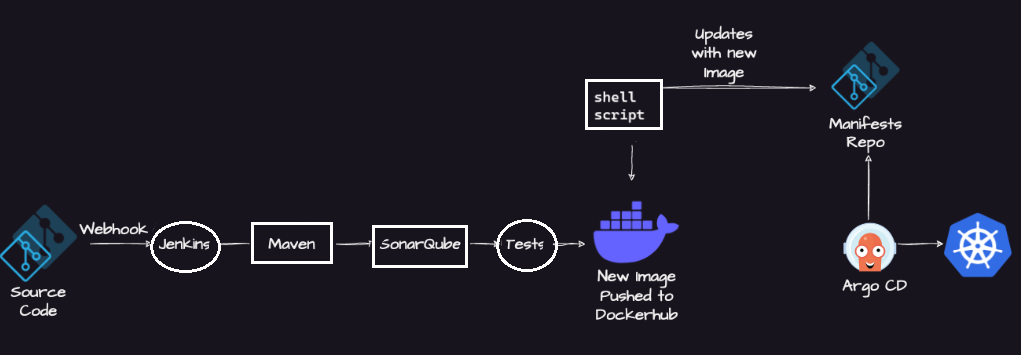 Updates
with new
Image
shell
script
Manifests
Repo
Webhook
Jenkins
Maven
SonarQube
Tests
Source
Code
New Image
Pushed to
Dockerhub
Argo CD